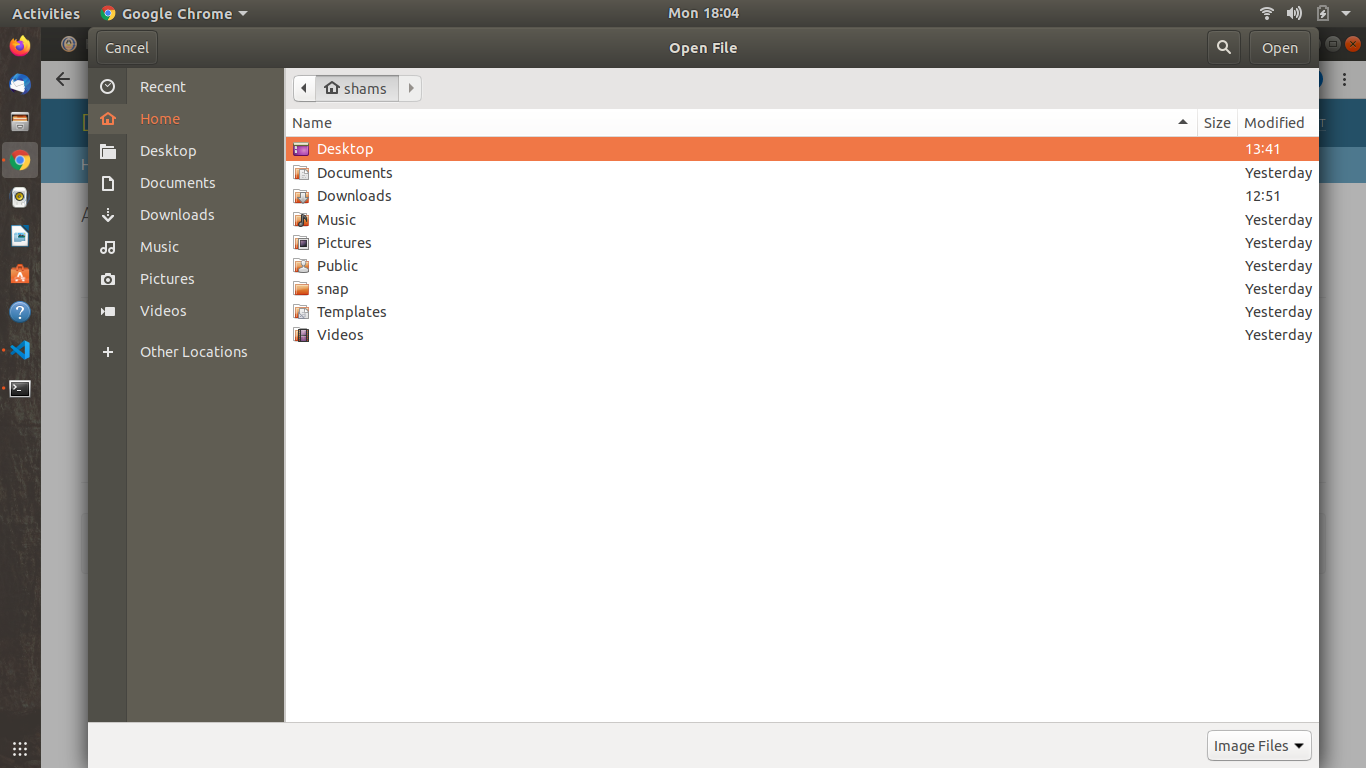 Activities Google Chrome Mon 18:04
Cancel Open File Open
Recent
Home
Desktop
Documents
Downloads
Music
Pictures
Videos
Other Locations
shams
Name Size Modified
Desktop 13:41
Documents Yesterday
Downloads 12:51
Music Yesterday
Pictures Yesterday
Public Yesterday
snap Yesterday
Templates Yesterday
Videos Yesterday
Image Files